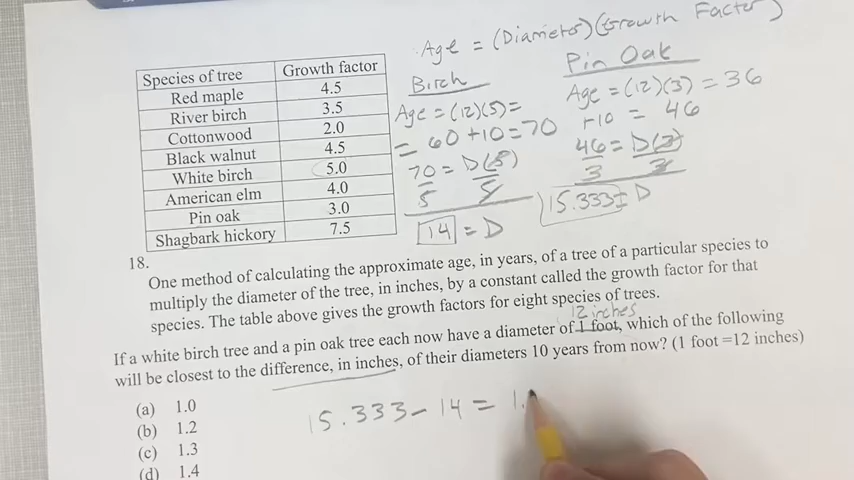 Age = (Diameter)(Growth Factor)
Species of tree Growth factor
Red maple 4.5
River birch 3.5
Cottonwood 2.0
Black walnut 4.5
White birch 5.0
American elm 4.0
Pin oak 3.0
Shagbark hickory 7.5
Birch
Age = (12)(5) =
= 60 + 10 = 70
70 = D(5)
5 5
14 = D
Pin Oak
Age = (12)(3) = 36
+10 = 46
46 = D(3)
3 3
15.333 = D
18.
One method of calculating the approximate age, in years, of a tree of a particular species to
multiply the diameter of the tree, in inches, by a constant called the growth factor for that
species. The table above gives the growth factors for eight species of trees.
12 inches
If a white birch tree and a pin oak tree each now have a diameter of 1 foot, which of the following
will be closest to the difference, in inches, of their diameters 10 years from now? (1 foot =12 inches)
(a) 1.0
(b) 1.2
(c) 1.3
(d) 1.4
15.333 - 14 = 1.